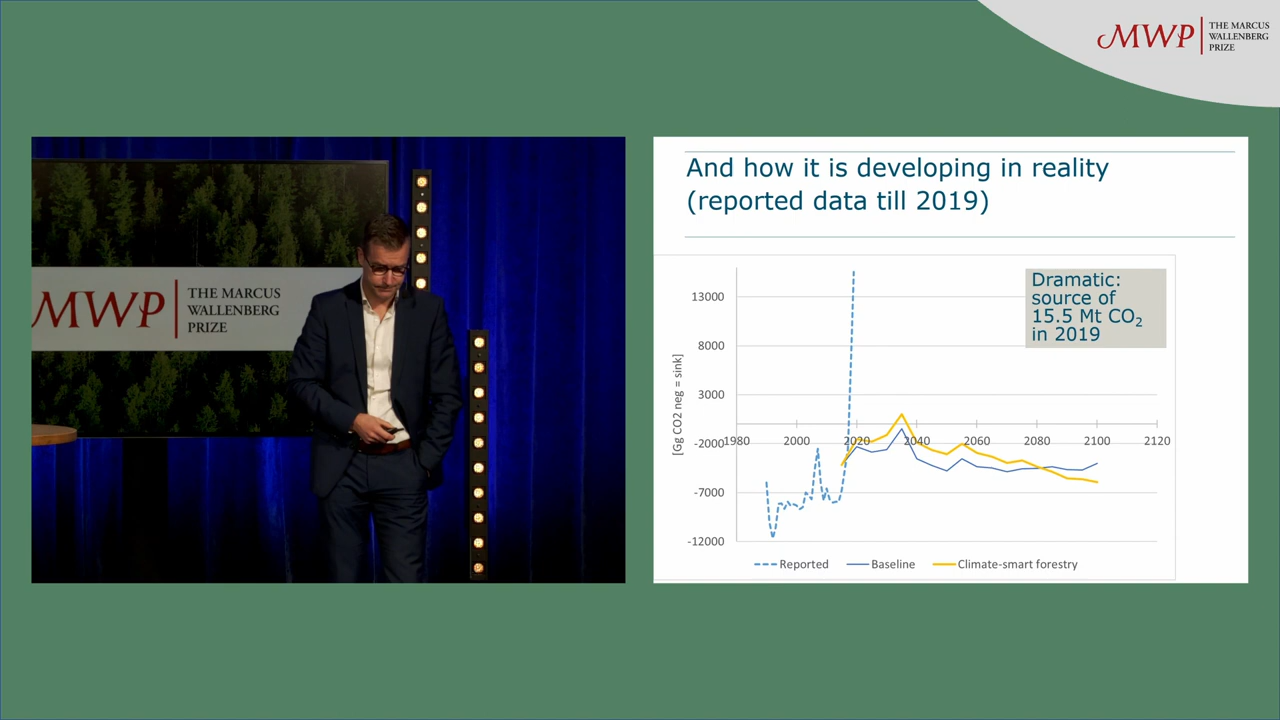 MWP
THE MARCUS
WALLENBERG
PRIZE
MWP
THE MARCUS
WALLENBERG
PRIZE
And how it is developing in reality
(reported data till 2019)
Dramatic:
source of
15.5 Mt CO2
in 2019
[Gg CO2 neg = sink]
13000
8000
3000
-2000
-7000
-12000
1980 2000 2020 2040 2060 2080 2100 2120
Reported Baseline Climate-smart forestry